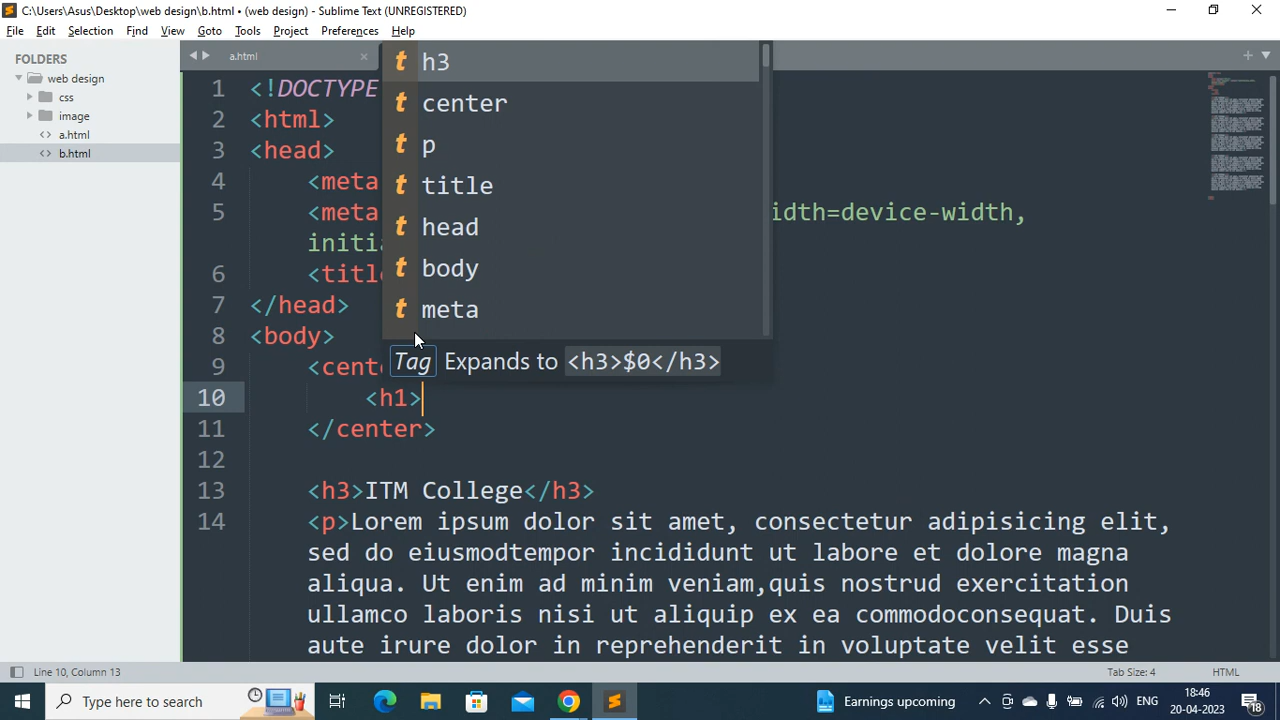 C:\Users\Asus\Desktop\web design\b.html • (web design) - Sublime Text (UNREGISTERED)
File Edit Selection Find View Goto Tools Project Preferences Help
FOLDERS
web design
css
image
a.html
b.html
a.html
h3
center
p
title
head
body
meta
Tag Expands to <h3>$0</h3>
1 <!DOCTYPE
2 <html>
3 <head>
4 <meta
5 <meta idth=device-width,
initia
6 <title
7 </head>
8 <body>
9 <cente
10 <h1>
11 </center>
12
13 <h3>ITM College</h3>
14 <p>Lorem ipsum dolor sit amet, consectetur adipisicing elit,
sed do eiusmodtempor incididunt ut labore et dolore magna
aliqua. Ut enim ad minim veniam,quis nostrud exercitation
ullamco laboris nisi ut aliquip ex ea commodoconsequat. Duis
aute irure dolor in reprehenderit in voluptate velit esse
Line 10, Column 13
Tab Size: 4
HTML
Type here to search
Earnings upcoming
ENG
18:46
20-04-2023
18